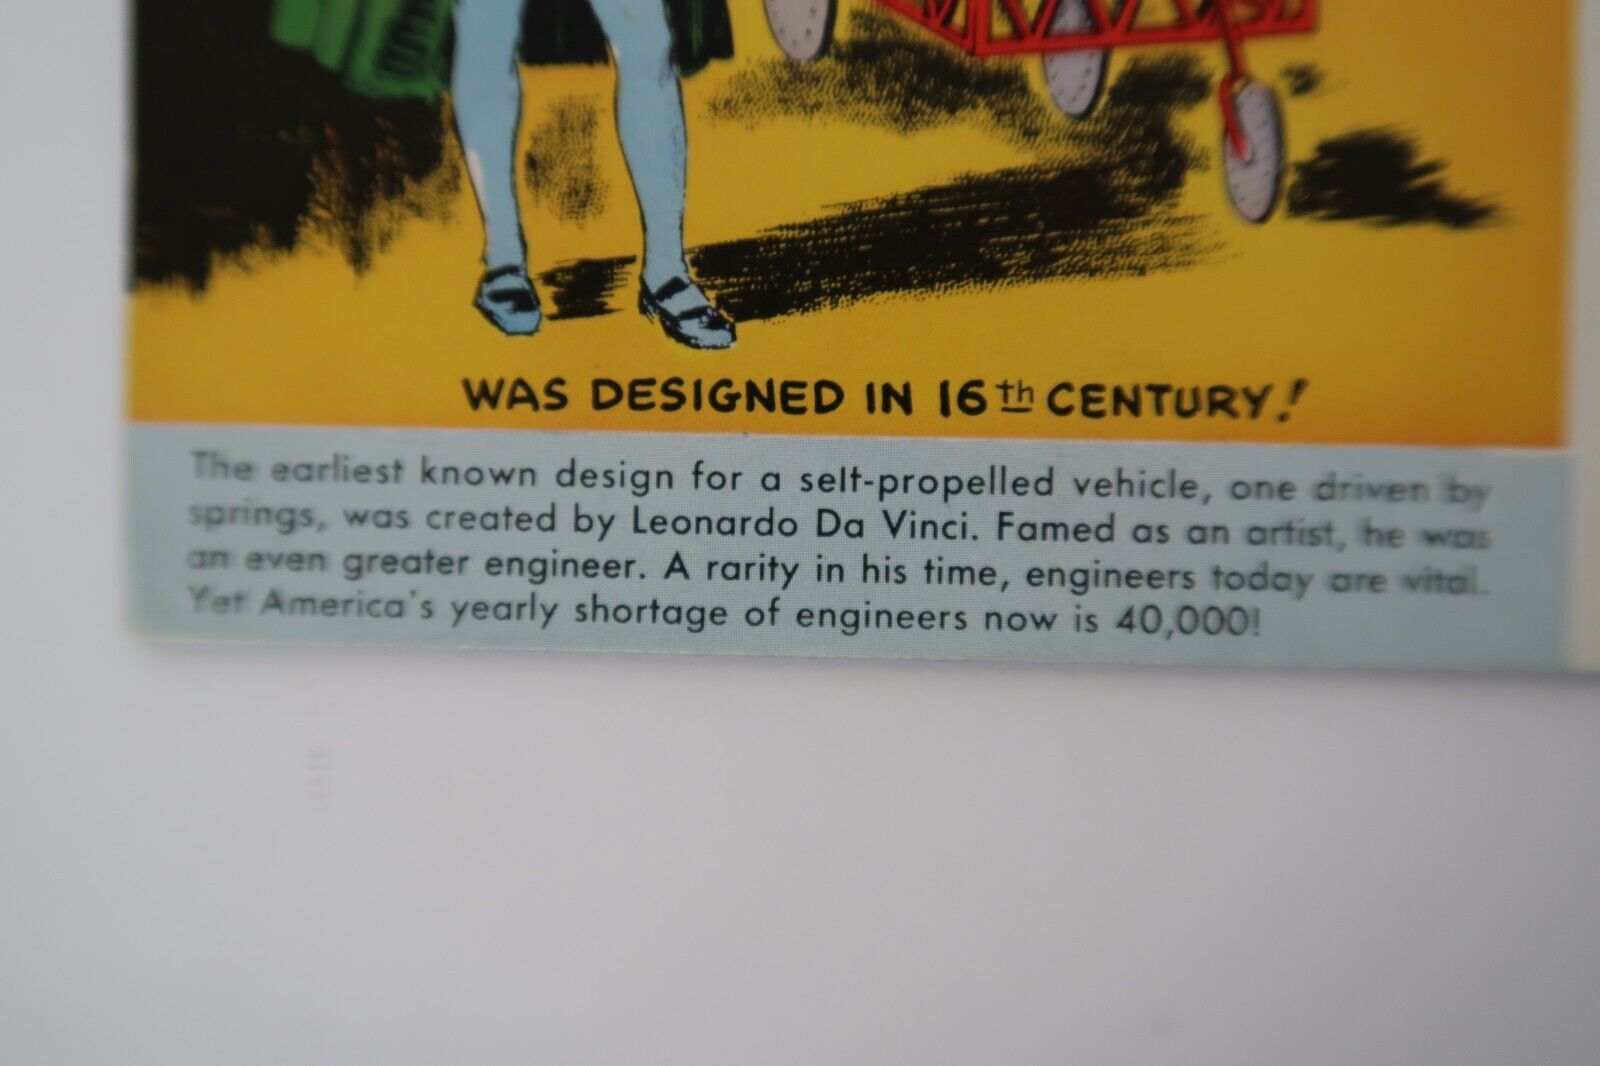 WAS DESIGNED IN 16th CENTURY!
The earliest known design for a self-propelled vehicle, one driven by
springs, was created by Leonardo Da Vinci. Famed as an artist, he was
an even greater engineer. A rarity in his time, engineers today are vital.
Yet America's yearly shortage of engineers now is 40,000!